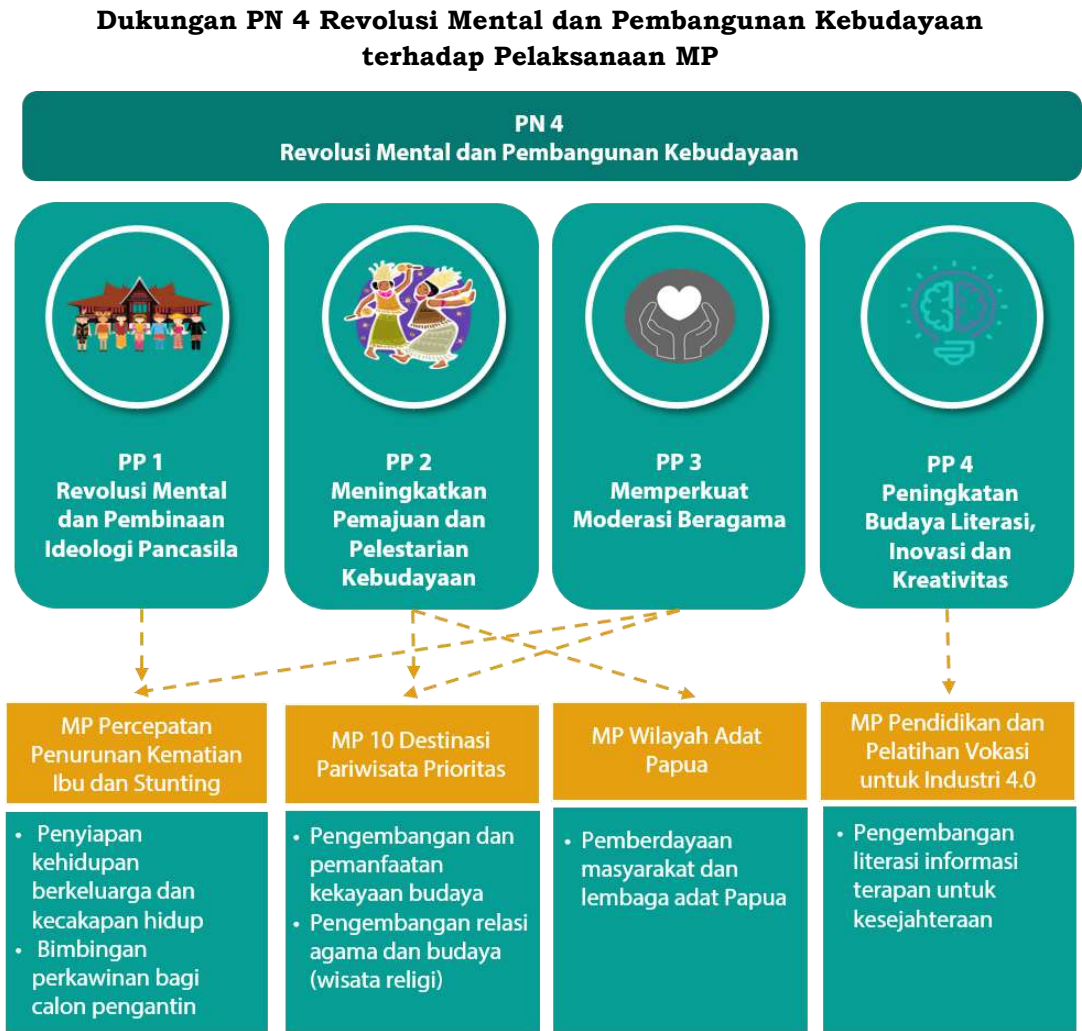 Dukungan PN 4 Revolusi Mental dan Pembangunan Kebudayaan
terhadap Pelaksanaan MP
PN 4
Revolusi Mental dan Pembangunan Kebudayaan
PP 1
Revolusi Mental
dan Pembinaan
Ideologi Pancasila
PP 2
Meningkatkan
Pemajuan dan
Pelestarian
Kebudayaan
PP 3
Memperkuat
Moderasi Beragama
PP 4
Peningkatan
Budaya Literasi,
Inovasi dan
Kreativitas
MP Percepatan
Penurunan Kematian
Ibu dan Stunting
MP 10 Destinasi
Pariwisata Prioritas
MP Wilayah Adat
Papua
MP Pendidikan dan
Pelatihan Vokasi
untuk Industri 4.0
• Penyiapan
kehidupan
berkeluarga dan
kecakapan hidup
• Bimbingan
perkawinan bagi
calon pengantin
• Pengembangan dan
pemanfaatan
kekayaan budaya
• Pengembangan relasi
agama dan budaya
(wisata religi)
• Pemberdayaan
masyarakat dan
lembaga adat Papua
• Pengembangan
literasi informasi
terapan untuk
kesejahteraan